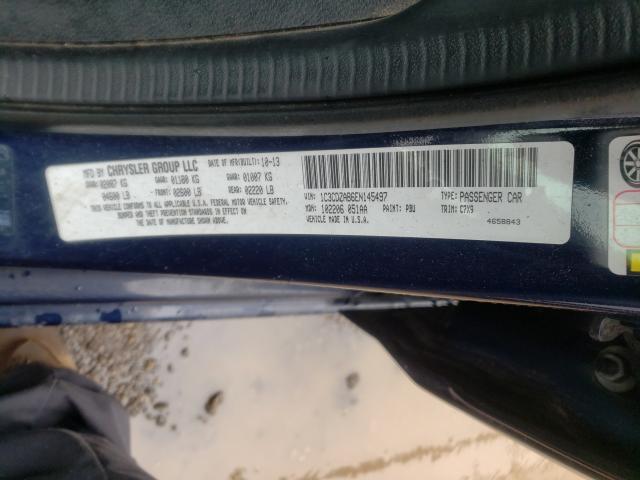 MFD BY: CHRYSLER GROUP LLC DATE OF MFR(BUILT): 10-13
GVWR: 02087 KG GAWR: 01180 KG GAWR: 01007 KG
04600 LB FRONT: 02600 LB REAR: 02220 LB
THIS VEHICLE CONFORMS TO ALL APPLICABLE FEDERAL MOTOR VEHICLE SAFETY,
BUMPER AND THEFT PREVENTION STANDARDS IN EFFECT ON THE
DATE OF MANUFACTURE SHOWN ABOVE.
VIN: 1C3CDZAB6EN145497 TYPE: PASSENGER CAR
MDH: 102206 051AA PAINT: PBU TRIM: C7X9
VEHICLE MADE IN U.S.A. 4658843